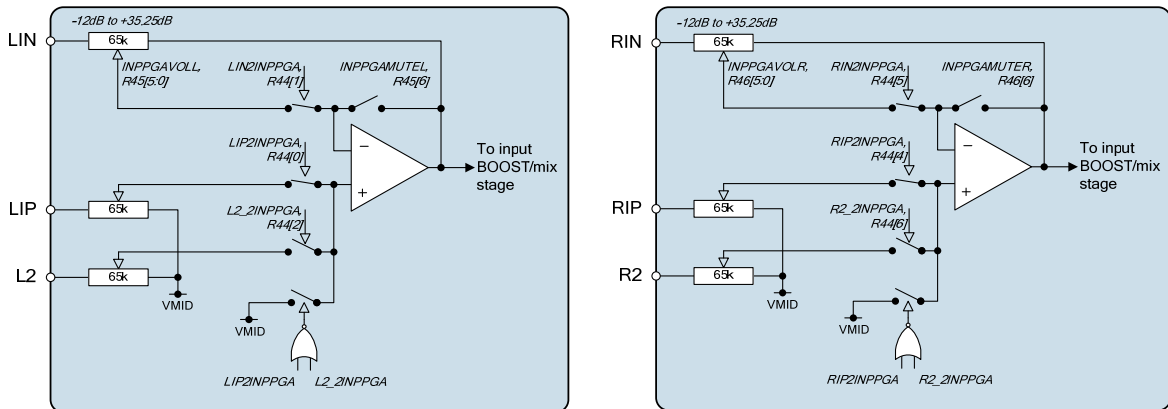 -12dB to +35.25dB
LIN
65k
INPPGAVOLL,
R45[5:0]
LIN2INPPGA,
R44[1]
INPPGAMUTEL,
R45[6]
LIP2INPPGA,
R44[0]
To input
BOOST/mix
stage
LIP
65k
L2_2INPPGA,
R44[2]
L2
65k
VMID
VMID
LIP2INPPGA
L2_2INPPGA
-12dB to +35.25dB
RIN
65k
INPPGAVOLR,
R46[5:0]
RIN2INPPGA,
R44[5]
INPPGAMUTER,
R46[6]
RIP2INPPGA,
R44[4]
To input
BOOST/mix
stage
RIP
65k
R2_2INPPGA,
R44[6]
R2
65k
VMID
VMID
RIP2INPPGA
R2_2INPPGA